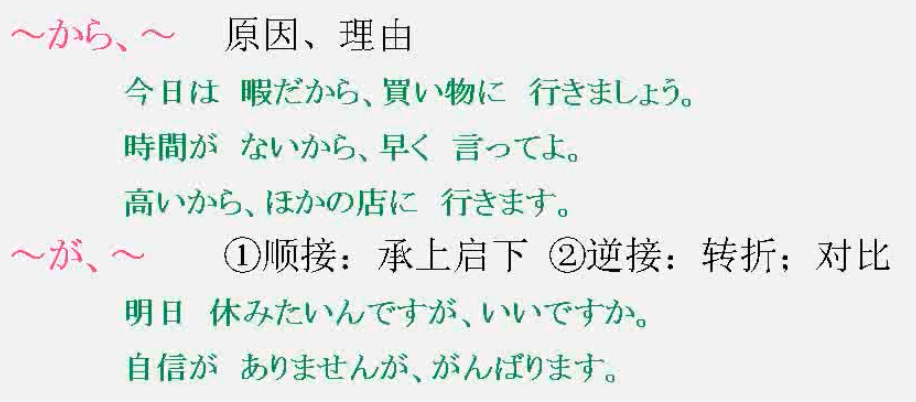 ～から、～　原因、理由
今日は 暇だから、買い物に 行きましょう。
時間が ないから、早く 言ってよ。
高いから、ほかの店に 行きます。
～が、～　①顺接：承上启下 ②逆接：转折；对比
明日 休みたいんですが、いいですか。
自信が ありませんが、がんばります。